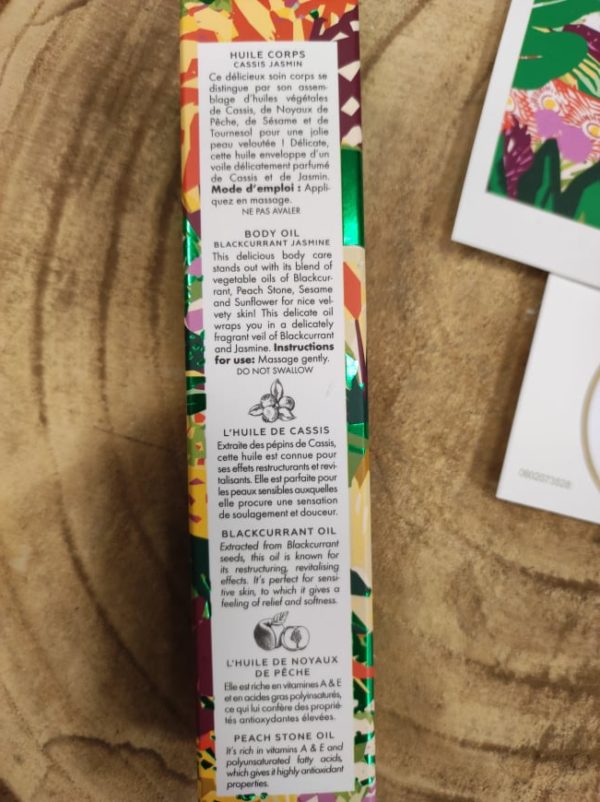 HUILE CORPS
CASSIS JASMIN
Ce délicieux soin corps se
distingue par son assem-
blage d'huiles végétales
de Cassis, de Noyaux de
Pêche, de Sésame et de
Tournesol pour une jolie
peau veloutée ! Délicate,
cette huile enveloppe d'un
voile délicatement parfumé
de Cassis et de Jasmin.
Mode d'emploi : Appli-
quez en massage.
NE PAS AVALER
BODY OIL
BLACKCURRANT JASMINE
This delicious body care
stands out with its blend of
vegetable oils of Blackcur-
rant, Peach Stone, Sesame
and Sunflower for nice vel-
vety skin! This delicate oil
wraps you in a delicately
fragrant veil of Blackcurrant
and Jasmine. Instructions
for use: Massage gently.
DO NOT SWALLOW
L'HUILE DE CASSIS
Extraite des pépins de Cassis,
cette huile est connue pour
ses effets restructurants et revi-
talisants. Elle est parfaite pour
les peaux sensibles auxquelles
elle procure une sensation
de soulagement et douceur.
BLACKCURRANT OIL
Extracted from Blackcurrant
seeds, this oil is known for
its restructuring, revitalising
effects. It's perfect for sensi-
tive skin, to which it gives a
feeling of relief and softness.
L'HUILE DE NOYAUX
DE PÊCHE
Elle est riche en vitamines A & E
et en acides gras polyinsaturés,
ce qui lui confère des proprié-
tés antioxydantes élevées.
PEACH STONE OIL
It's rich in vitamins A & E and
polyunsaturated fatty acids,
which gives it highly antioxidant
properties.